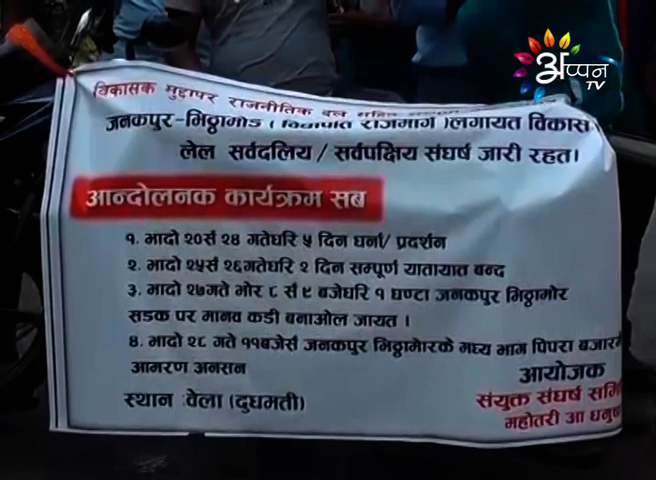 अप्पन
TV
विकासक मुद्दापर राजनीतिक दल सहित
जनकपुर-भिठ्ठामोड ( विद्यापति राजमार्ग )लगायत विकास
लेल सर्वदलिय / सर्वपक्षिय संघर्ष जारी रहत।
आन्दोलनक कार्यक्रम सब
१. भादो २०सँ २४ गतेधरि ५ दिन धर्ना/ प्रदर्शन
२. भादो २५सँ २६गतेधरि २ दिन सम्पूर्ण यातायात बन्द
३. भादो २७गते भोर ८ सँ ९ बजेधरि १ घण्टा जनकपुर भिठ्ठामोर
सडक पर मानव कडी बनाओल जायत ।
४. भादो २८ गते ११बजेसँ जनकपुर भिठ्ठामोरके मध्य भाग पिपरा बजारमे
आमरण अनसन
आयोजक
स्थान वेला (दुधमती)
संयुक्त संघर्ष समि
महोतरी आ धनुषा